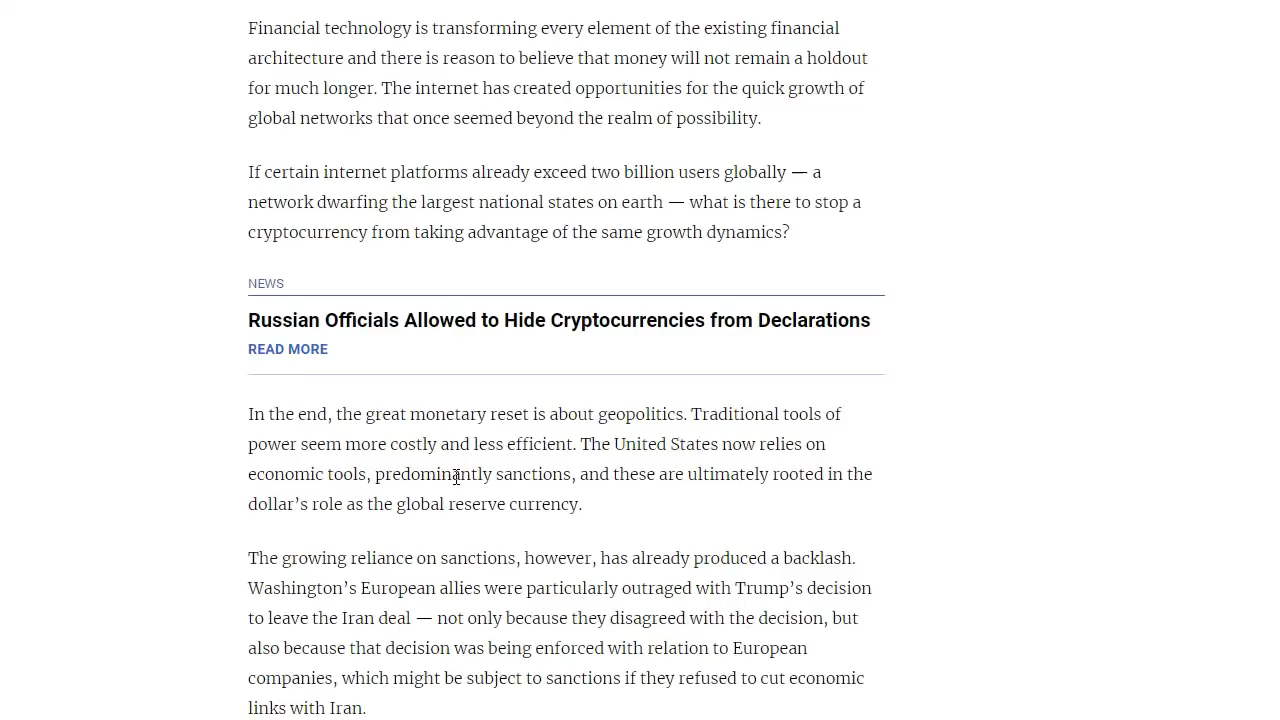 Financial technology is transforming every element of the existing financial
architecture and there is reason to believe that money will not remain a holdout
for much longer. The internet has created opportunities for the quick growth of
global networks that once seemed beyond the realm of possibility.
If certain internet platforms already exceed two billion users globally — a
network dwarfing the largest national states on earth — what is there to stop a
cryptocurrency from taking advantage of the same growth dynamics?
NEWS
Russian Officials Allowed to Hide Cryptocurrencies from Declarations
READ MORE
In the end, the great monetary reset is about geopolitics. Traditional tools of
power seem more costly and less efficient. The United States now relies on
economic tools, predominantly sanctions, and these are ultimately rooted in the
dollar’s role as the global reserve currency.
The growing reliance on sanctions, however, has already produced a backlash.
Washington’s European allies were particularly outraged with Trump’s decision
to leave the Iran deal — not only because they disagreed with the decision, but
also because that decision was being enforced with relation to European
companies, which might be subject to sanctions if they refused to cut economic
links with Iran.